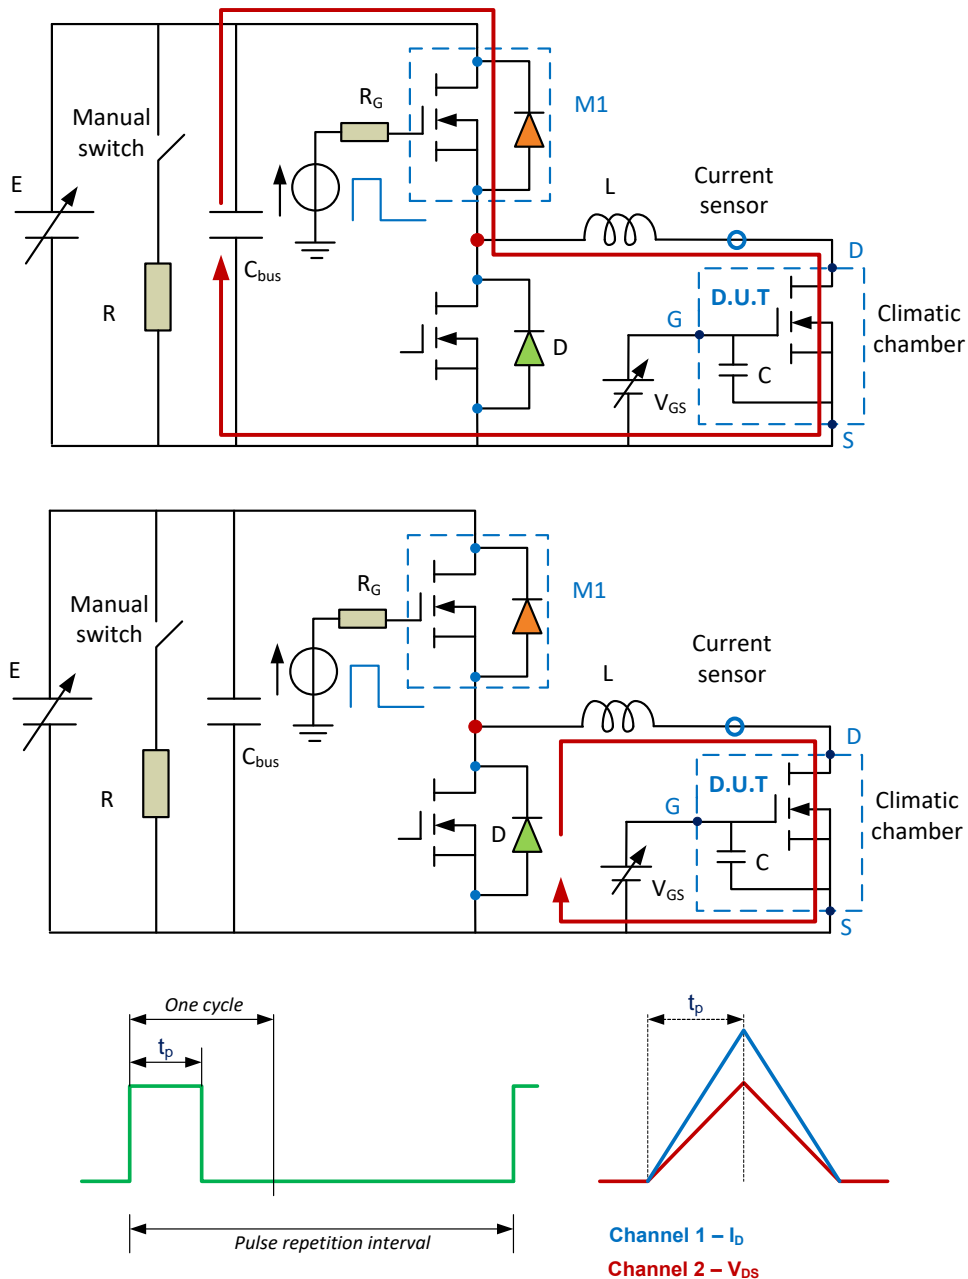 R_G
M1
Manual
switch
E
L
Current
sensor
D
C_bus
D.U.T
R
G
Climatic
chamber
D
C
V_GS
S
R_G
M1
Manual
switch
E
L
Current
sensor
D
C_bus
D.U.T
R
G
Climatic
chamber
D
C
V_GS
S
One cycle
t_p
t_p
Pulse repetition interval
Channel 1 – I_D
Channel 2 – V_DS